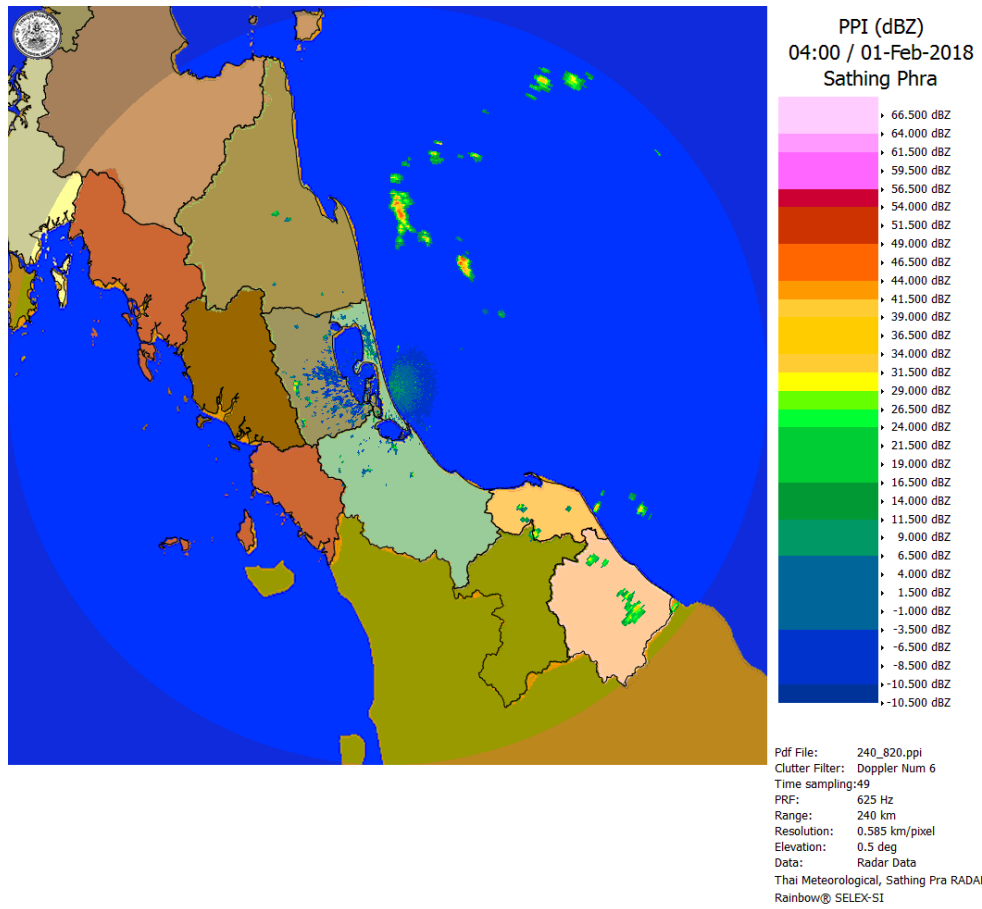 PPI (dBZ)
04:00 / 01-Feb-2018
Sathing Phra
66.500 dBZ
64.000 dBZ
61.500 dBZ
59.500 dBZ
56.500 dBZ
54.000 dBZ
51.500 dBZ
49.000 dBZ
46.500 dBZ
44.000 dBZ
41.500 dBZ
39.000 dBZ
36.500 dBZ
34.000 dBZ
31.500 dBZ
29.000 dBZ
26.500 dBZ
24.000 dBZ
21.500 dBZ
19.000 dBZ
16.500 dBZ
14.000 dBZ
11.500 dBZ
9.000 dBZ
6.500 dBZ
4.000 dBZ
1.500 dBZ
-1.000 dBZ
-3.500 dBZ
-6.500 dBZ
-8.500 dBZ
-10.500 dBZ
-10.500 dBZ
Pdf File: 240_820.ppi
Clutter Filter: Doppler Num 6
Time sampling:49
PRF: 625 Hz
Range: 240 km
Resolution: 0.585 km/pixel
Elevation: 0.5 deg
Data: Radar Data
Thai Meteorological, Sathing Pra RADA
Rainbow® SELEX-SI